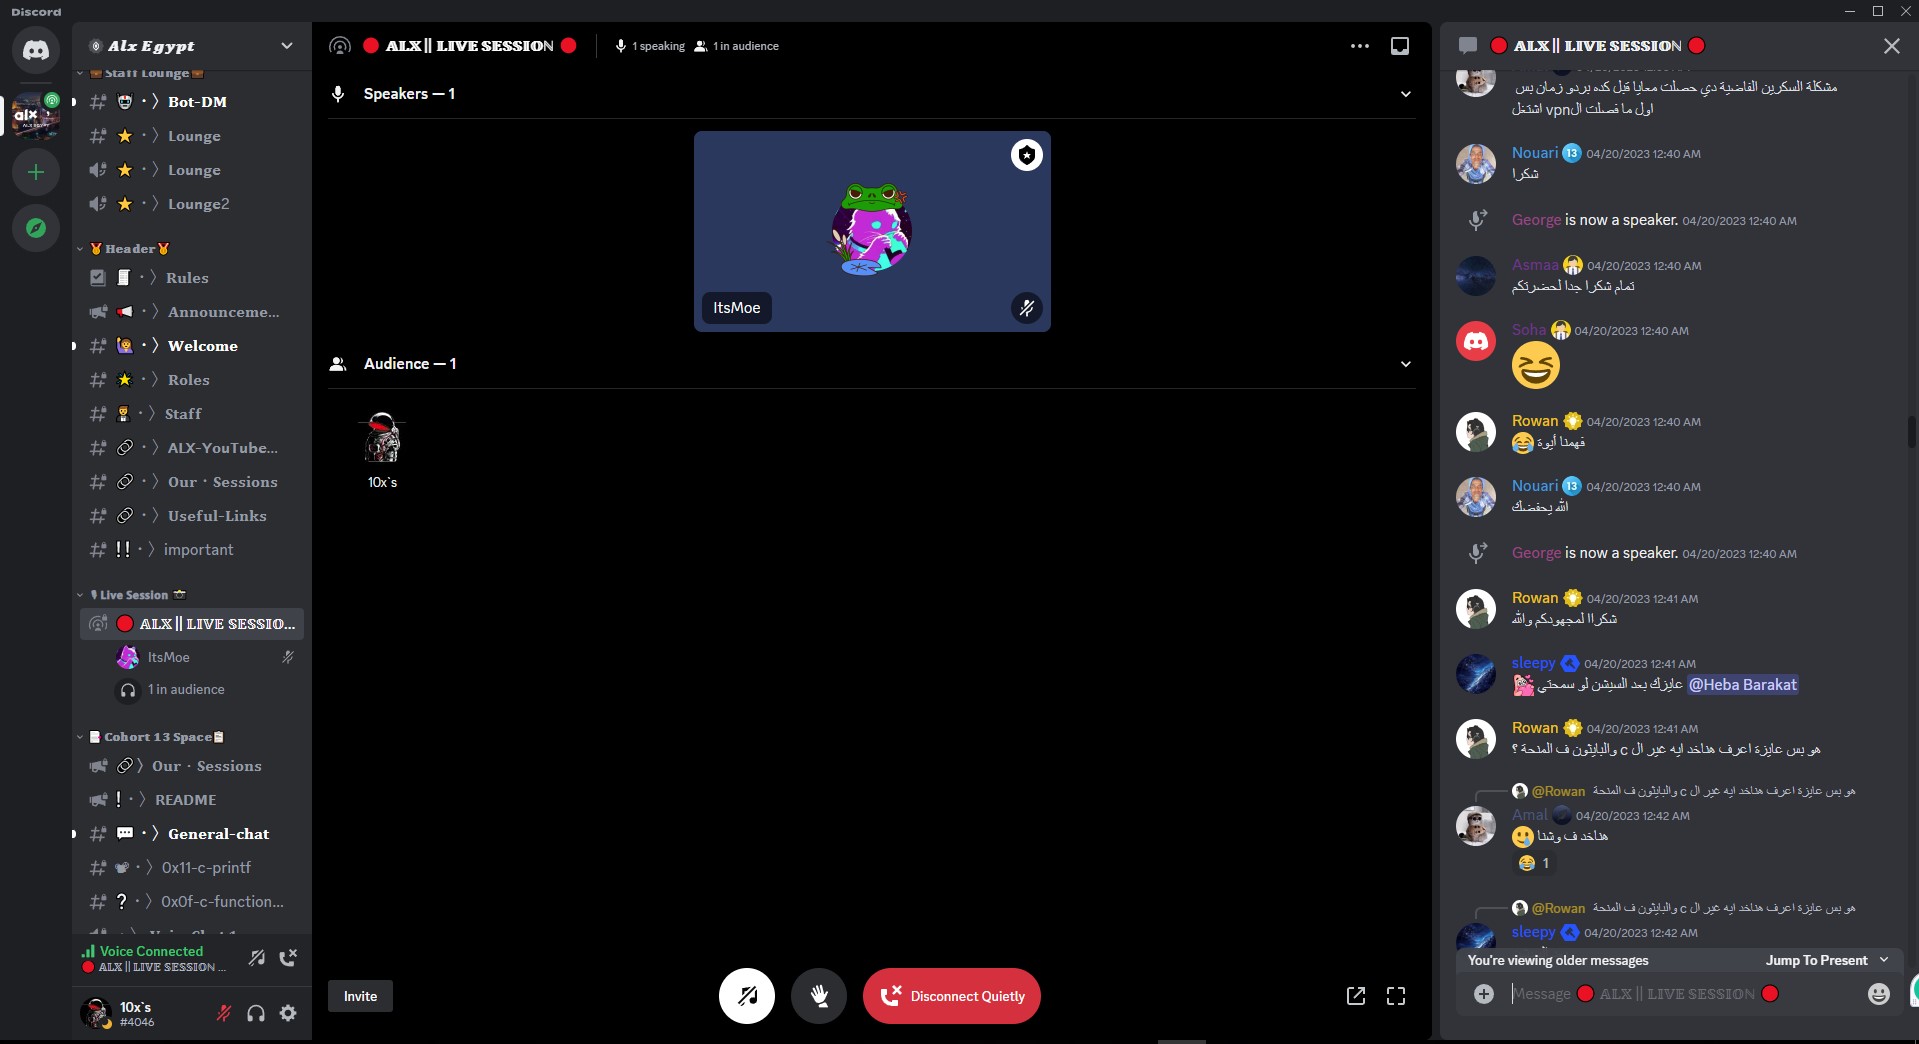 Discord
Alx Egypt
Staff Lounge
Bot-DM
Lounge
Lounge
Lounge2
Header
Rules
Announceme...
Welcome
Roles
Staff
ALX-YouTube...
Our · Sessions
Useful-Links
important
Live Session
ALX || LIVE SESSIO...
ItsMoe
1 in audience
Cohort 13 Space
Our · Sessions
README
General-chat
0x11-c-printf
0x0f-c-function...
Voice Connected
ALX || LIVE SESSION ...
10x`s
#4046
ALX || LIVE SESSION
1 speaking
1 in audience
Speakers — 1
ItsMoe
Audience — 1
10x`s
Invite
Disconnect Quietly
ALX || LIVE SESSION
مشكلة السكرين الفاضية دي حصلت معايا قبل كده بردو زمان بس
اول ما فصلت الvpn اشتغل
Nouari 13 04/20/2023 12:40 AM
شكرا
George is now a speaker. 04/20/2023 12:40 AM
Asmaa 04/20/2023 12:40 AM
تمام شكرا جدا لحضرتكم
Soha 04/20/2023 12:40 AM
Rowan 04/20/2023 12:40 AM
فهمنا أيوة
Nouari 13 04/20/2023 12:40 AM
الله يحفضك
George is now a speaker. 04/20/2023 12:40 AM
Rowan 04/20/2023 12:41 AM
شكراا لمجهودكم والله
sleepy 04/20/2023 12:41 AM
@Heba Barakat عايزك بعد السيشن لو سمحتي
Rowan 04/20/2023 12:41 AM
هو بس عايزة اعرف هناخد ايه غير ال c والبايثون ف المنحة ؟
@Rowan هو بس عايزة اعرف هناخد ايه غير ال c والبايثون ف المنحة
Amal 04/20/2023 12:42 AM
هناخد ف وشنا
1
@Rowan هو بس عايزة اعرف هناخد ايه غير ال c والبايثون ف المنحة
sleepy 04/20/2023 12:42 AM
You're viewing older messages
Jump To Present
Message ALX || LIVE SESSION